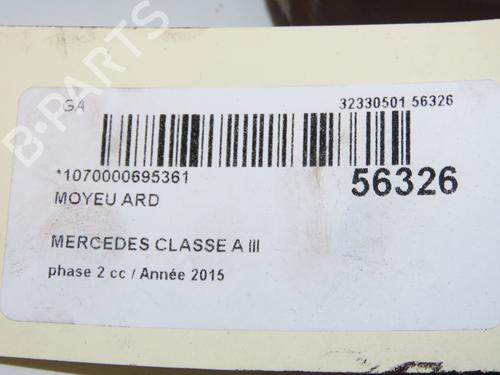 GA
32330501 56326
*1070000695361
56326
MOYEU ARD
MERCEDES CLASSE A III
phase 2 cc / Année 2015
B-PARTS